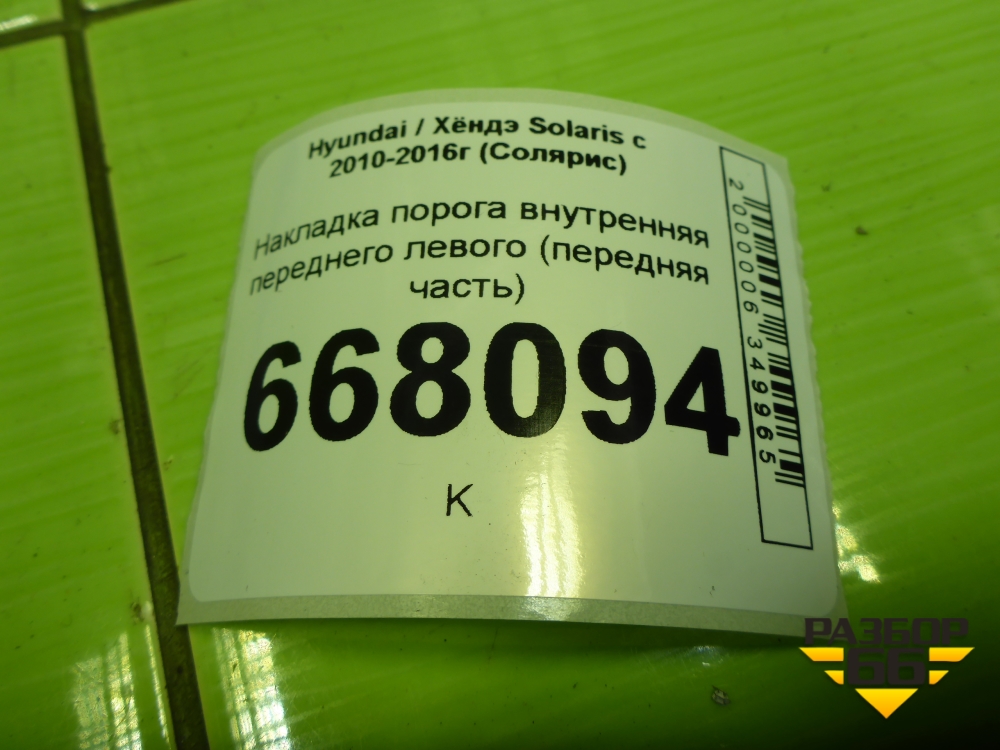 Hyundai / Хёндэ Solaris с
2010-2016г (Солярис)
Накладка порога внутренняя
переднего левого (передняя
часть)
668094
К
2000006349965
РАЗБОР
66